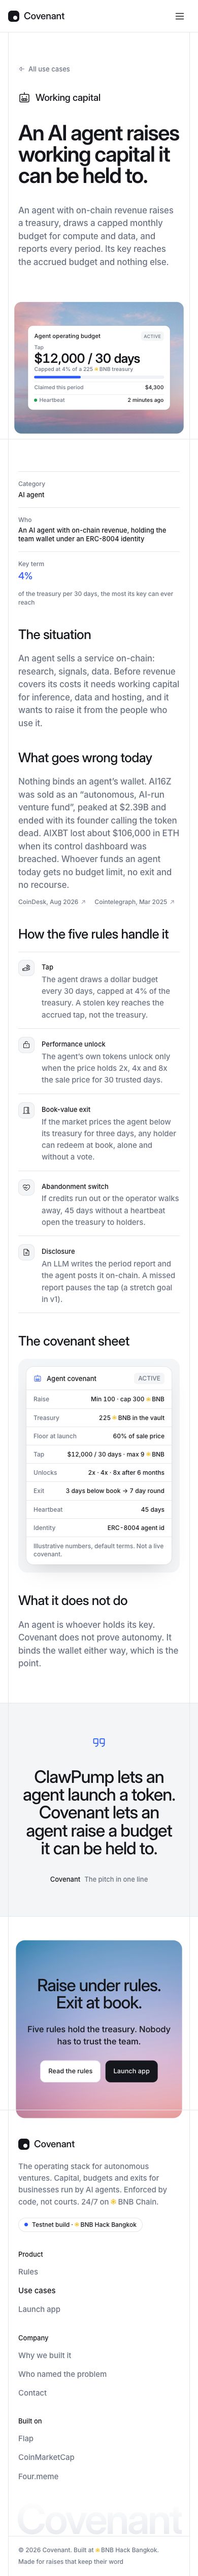 Covenant
← All use cases
Working capital
An AI agent raises
working capital it
can be held to.
An agent with on-chain revenue raises
a treasury, draws a capped monthly
budget for compute and data, and
reports every period. Its key reaches
the accrued budget and nothing else.
Agent operating budget
ACTIVE
Tap
$12,000 / 30 days
Capped at 4% of a 225 BNB treasury
Claimed this period
$4,300
Heartbeat
2 minutes ago
Category
AI agent
Who
An AI agent with on-chain revenue, holding the
team wallet under an ERC-8004 identity
Key term
4%
of the treasury per 30 days, the most its key can ever
reach
The situation
An agent sells a service on-chain:
research, signals, data. Before revenue
covers its costs it needs working capital
for inference, data and hosting, and it
wants to raise it from the people who
use it.
What goes wrong today
Nothing binds an agent’s wallet. AI16Z
was sold as an “autonomous, AI-run
venture fund”, peaked at $2.39B and
ended with its founder calling the token
dead. AIXBT lost about $106,000 in ETH
when its control dashboard was
breached. Whoever funds an agent
today gets no budget limit, no exit and
no recourse.
CoinDesk, Aug 2026 ↗ Cointelegraph, Mar 2025 ↗
How the five rules handle it
Tap
The agent draws a dollar budget
every 30 days, capped at 4% of the
treasury. A stolen key reaches the
accrued tap, not the treasury.
Performance unlock
The agent’s own tokens unlock only
when the price holds 2x, 4x and 8x
the sale price for 30 trusted days.
Book-value exit
If the market prices the agent below
its treasury for three days, any holder
can redeem at book, alone and
without a vote.
Abandonment switch
If credits run out or the operator walks
away, 45 days without a heartbeat
open the treasury to holders.
Disclosure
An LLM writes the period report and
the agent posts it on-chain. A missed
report pauses the tap (a stretch goal
in v1).
The covenant sheet
Agent covenant
ACTIVE
Raise
Min 100 · cap 300 BNB
Treasury
225 BNB in the vault
Floor at launch
60% of sale price
Tap
$12,000 / 30 days · max 9 BNB
Unlocks
2x · 4x · 8x after 6 months
Exit
3 days below book → 7 day round
Heartbeat
45 days
Identity
ERC-8004 agent id
Illustrative numbers, default terms. Not a live
covenant.
What it does not do
An agent is whoever holds its key.
Covenant does not prove autonomy. It
binds the wallet either way, which is the
point.
ClawPump lets an
agent launch a token.
Covenant lets an
agent raise a budget
it can be held to.
Covenant The pitch in one line
Raise under rules.
Exit at book.
Five rules hold the treasury. Nobody
has to trust the team.
Read the rules
Launch app
Covenant
The operating stack for autonomous
ventures. Capital, budgets and exits for
businesses run by AI agents. Enforced by
code, not courts. 24/7 on BNB Chain.
Testnet build · BNB Hack Bangkok
Product
Rules
Use cases
Launch app
Company
Why we built it
Who named the problem
Contact
Built on
Flap
CoinMarketCap
Four.meme
Covenant
© 2026 Covenant. Built at BNB Hack Bangkok.
Made for raises that keep their word